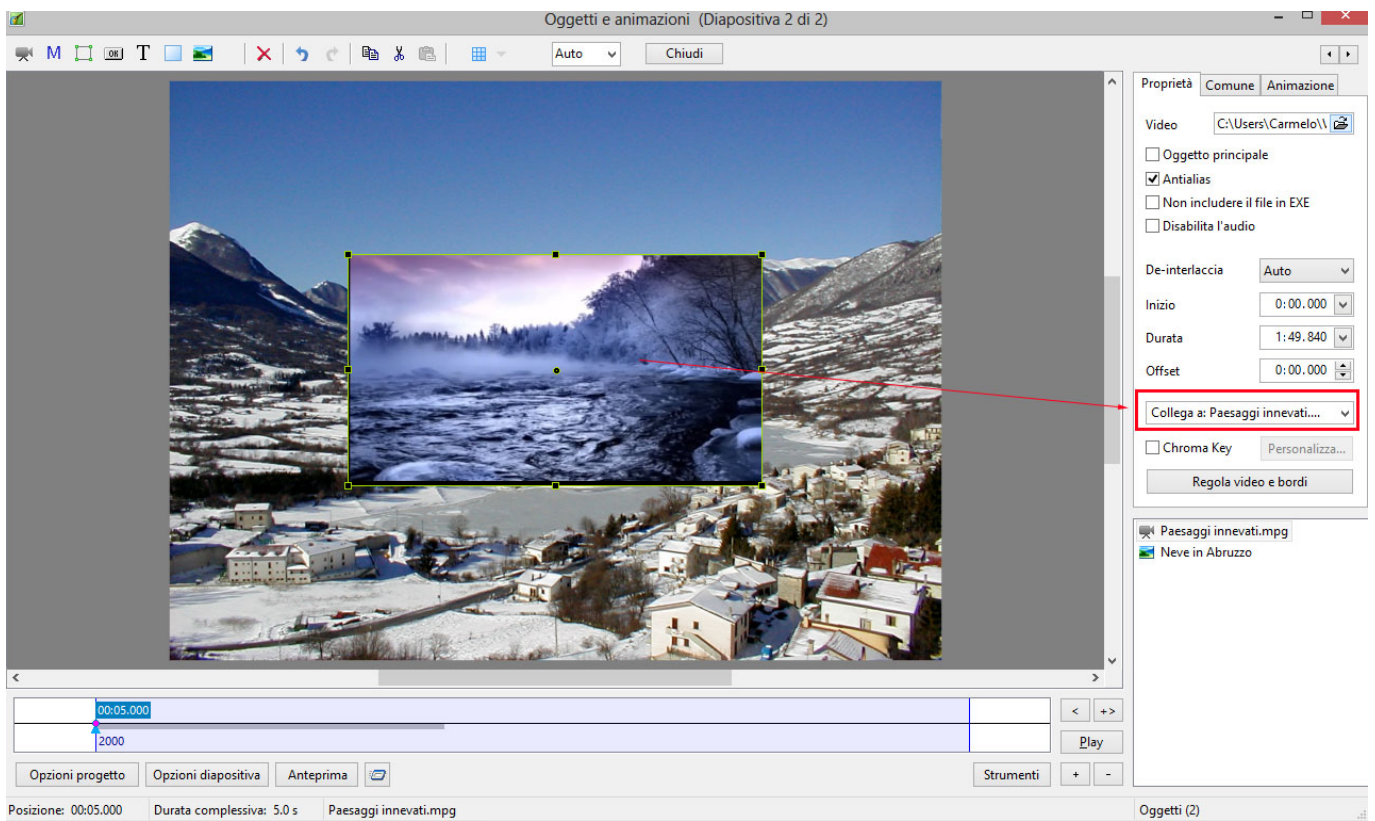 Oggetti e animazioni (Diapositiva 2 di 2)
M OK T Auto Chiudi
Proprietà Comune Animazione
Video C:\Users\Carmelo\\
Oggetto principale
Antialias
Non includere il file in EXE
Disabilita l'audio
De-interlaccia Auto
Inizio 0:00.000
Durata 1:49.840
Offset 0:00.000
Collega a: Paesaggi innevati....
Chroma Key Personalizza...
Regola video e bordi
Paesaggi innevati.mpg
Neve in Abruzzo
00:05.000
2000
< +>
Play
Opzioni progetto Opzioni diapositiva Anteprima Strumenti + -
Posizione: 00:05.000 Durata complessiva: 5.0 s Paesaggi innevati.mpg Oggetti (2)